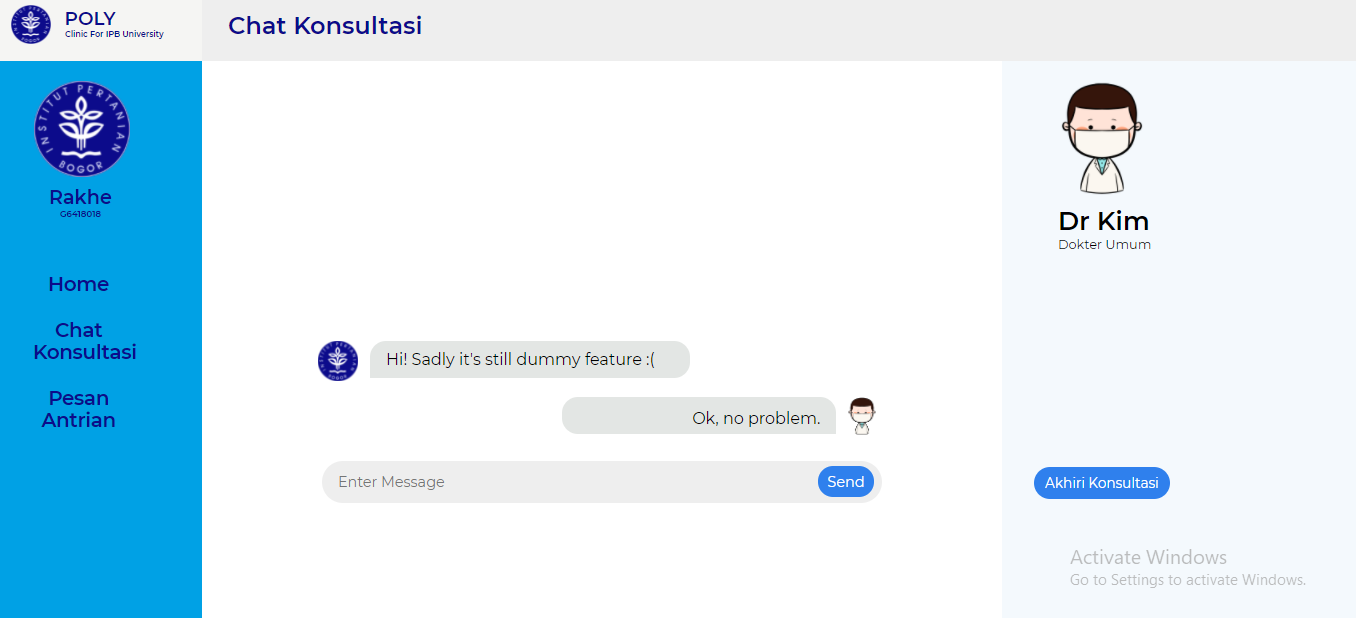 POLY
Clinic For IPB University
Chat Konsultasi
INSTITUT PERTANIAN
BOGOR
Rakhe
G6418018
Home
Chat
Konsultasi
Pesan
Antrian
Hi! Sadly it's still dummy feature :(
Ok, no problem.
Enter Message
Send
Dr Kim
Dokter Umum
Akhiri Konsultasi
Activate Windows
Go to Settings to activate Windows.